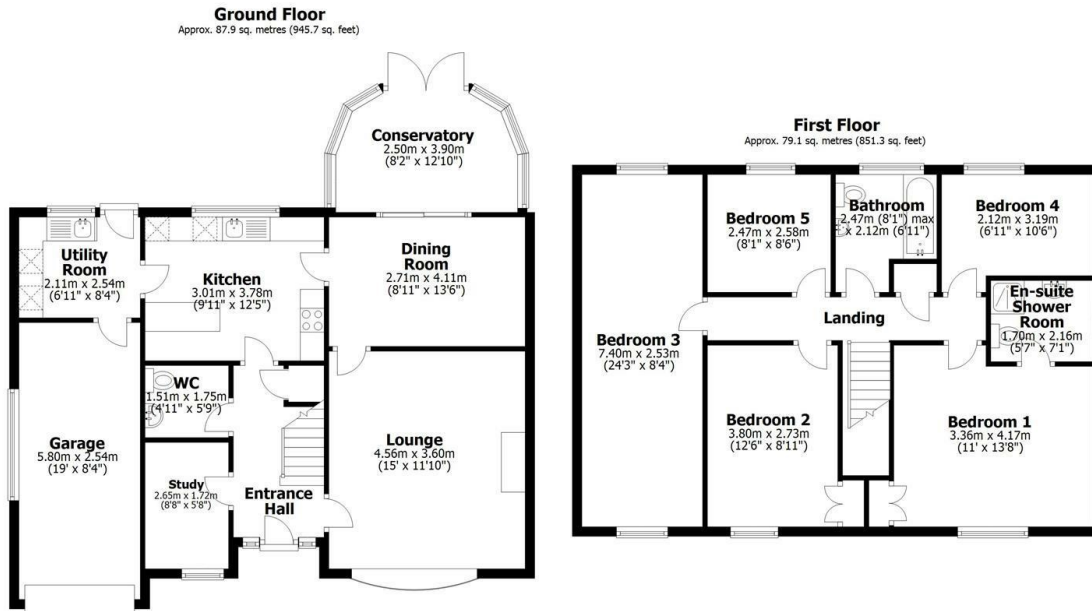 Ground Floor
Approx. 87.9 sq. metres (945.7 sq. feet)
Conservatory
2.50m x 3.90m
(8'2" x 12'10")
Utility
Room
2.11m x 2.54m
(6'11" x 8'4")
Kitchen
3.01m x 3.78m
(9'11" x 12'5")
Dining
Room
2.71m x 4.11m
(8'11" x 13'6")
WC
1.51m x 1.75m
(4'11" x 5'9")
Garage
5.80m x 2.54m
(19' x 8'4")
Study
2.65m x 1.72m
(8'8" x 5'8")
Entrance
Hall
Lounge
4.56m x 3.60m
(15' x 11'10")
First Floor
Approx. 79.1 sq. metres (851.3 sq. feet)
Bedroom 5
2.47m x 2.58m
(8'1" x 8'6")
Bathroom
2.47m (8'1") max
x 2.12m (6'11")
Bedroom 4
2.12m x 3.19m
(6'11" x 10'6")
En-suite
Shower
Room
1.70m x 2.16m
(5'7" x 7'1")
Landing
Bedroom 3
7.40m x 2.53m
(24'3" x 8'4")
Bedroom 2
3.80m x 2.73m
(12'6" x 8'11")
Bedroom 1
3.36m x 4.17m
(11' x 13'8")